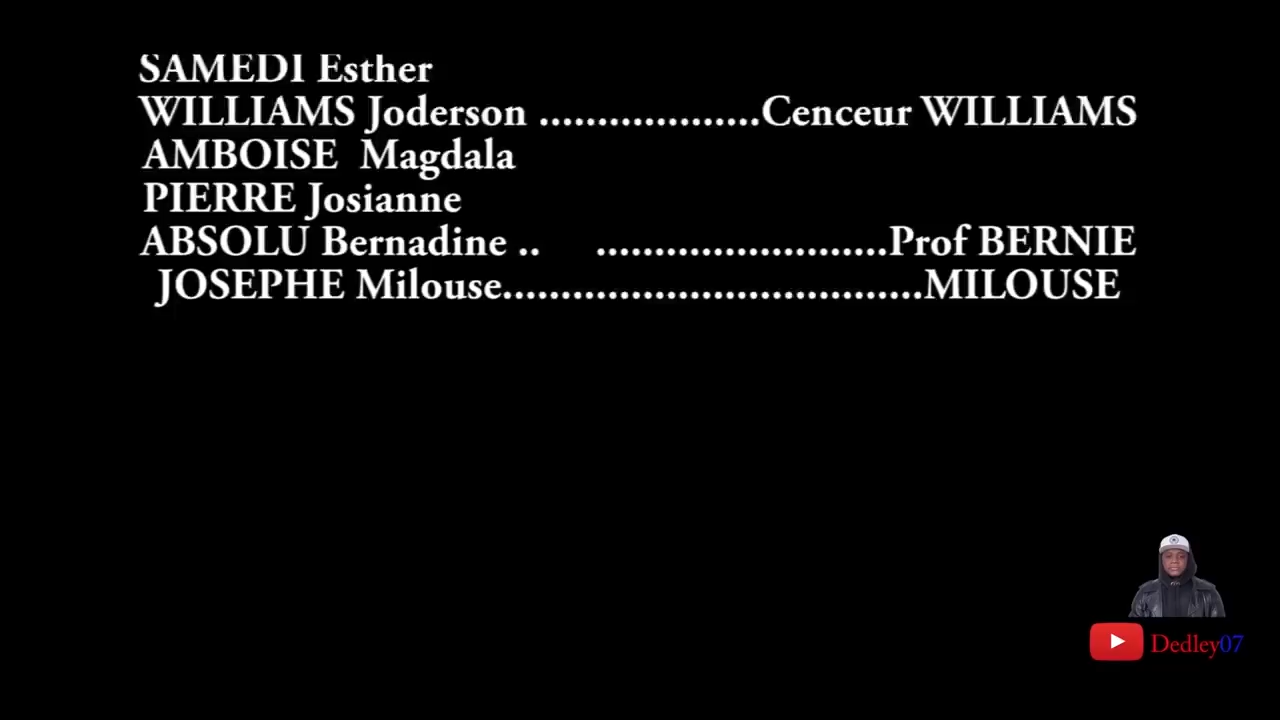 SAMEDI Esther
WILLIAMS Joderson ...................Cenceur WILLIAMS
AMBOISE  Magdala
PIERRE Josianne
ABSOLU Bernadine ..     .........................Prof BERNIE
JOSEPHE Milouse....................................MILOUSE
Dedley07